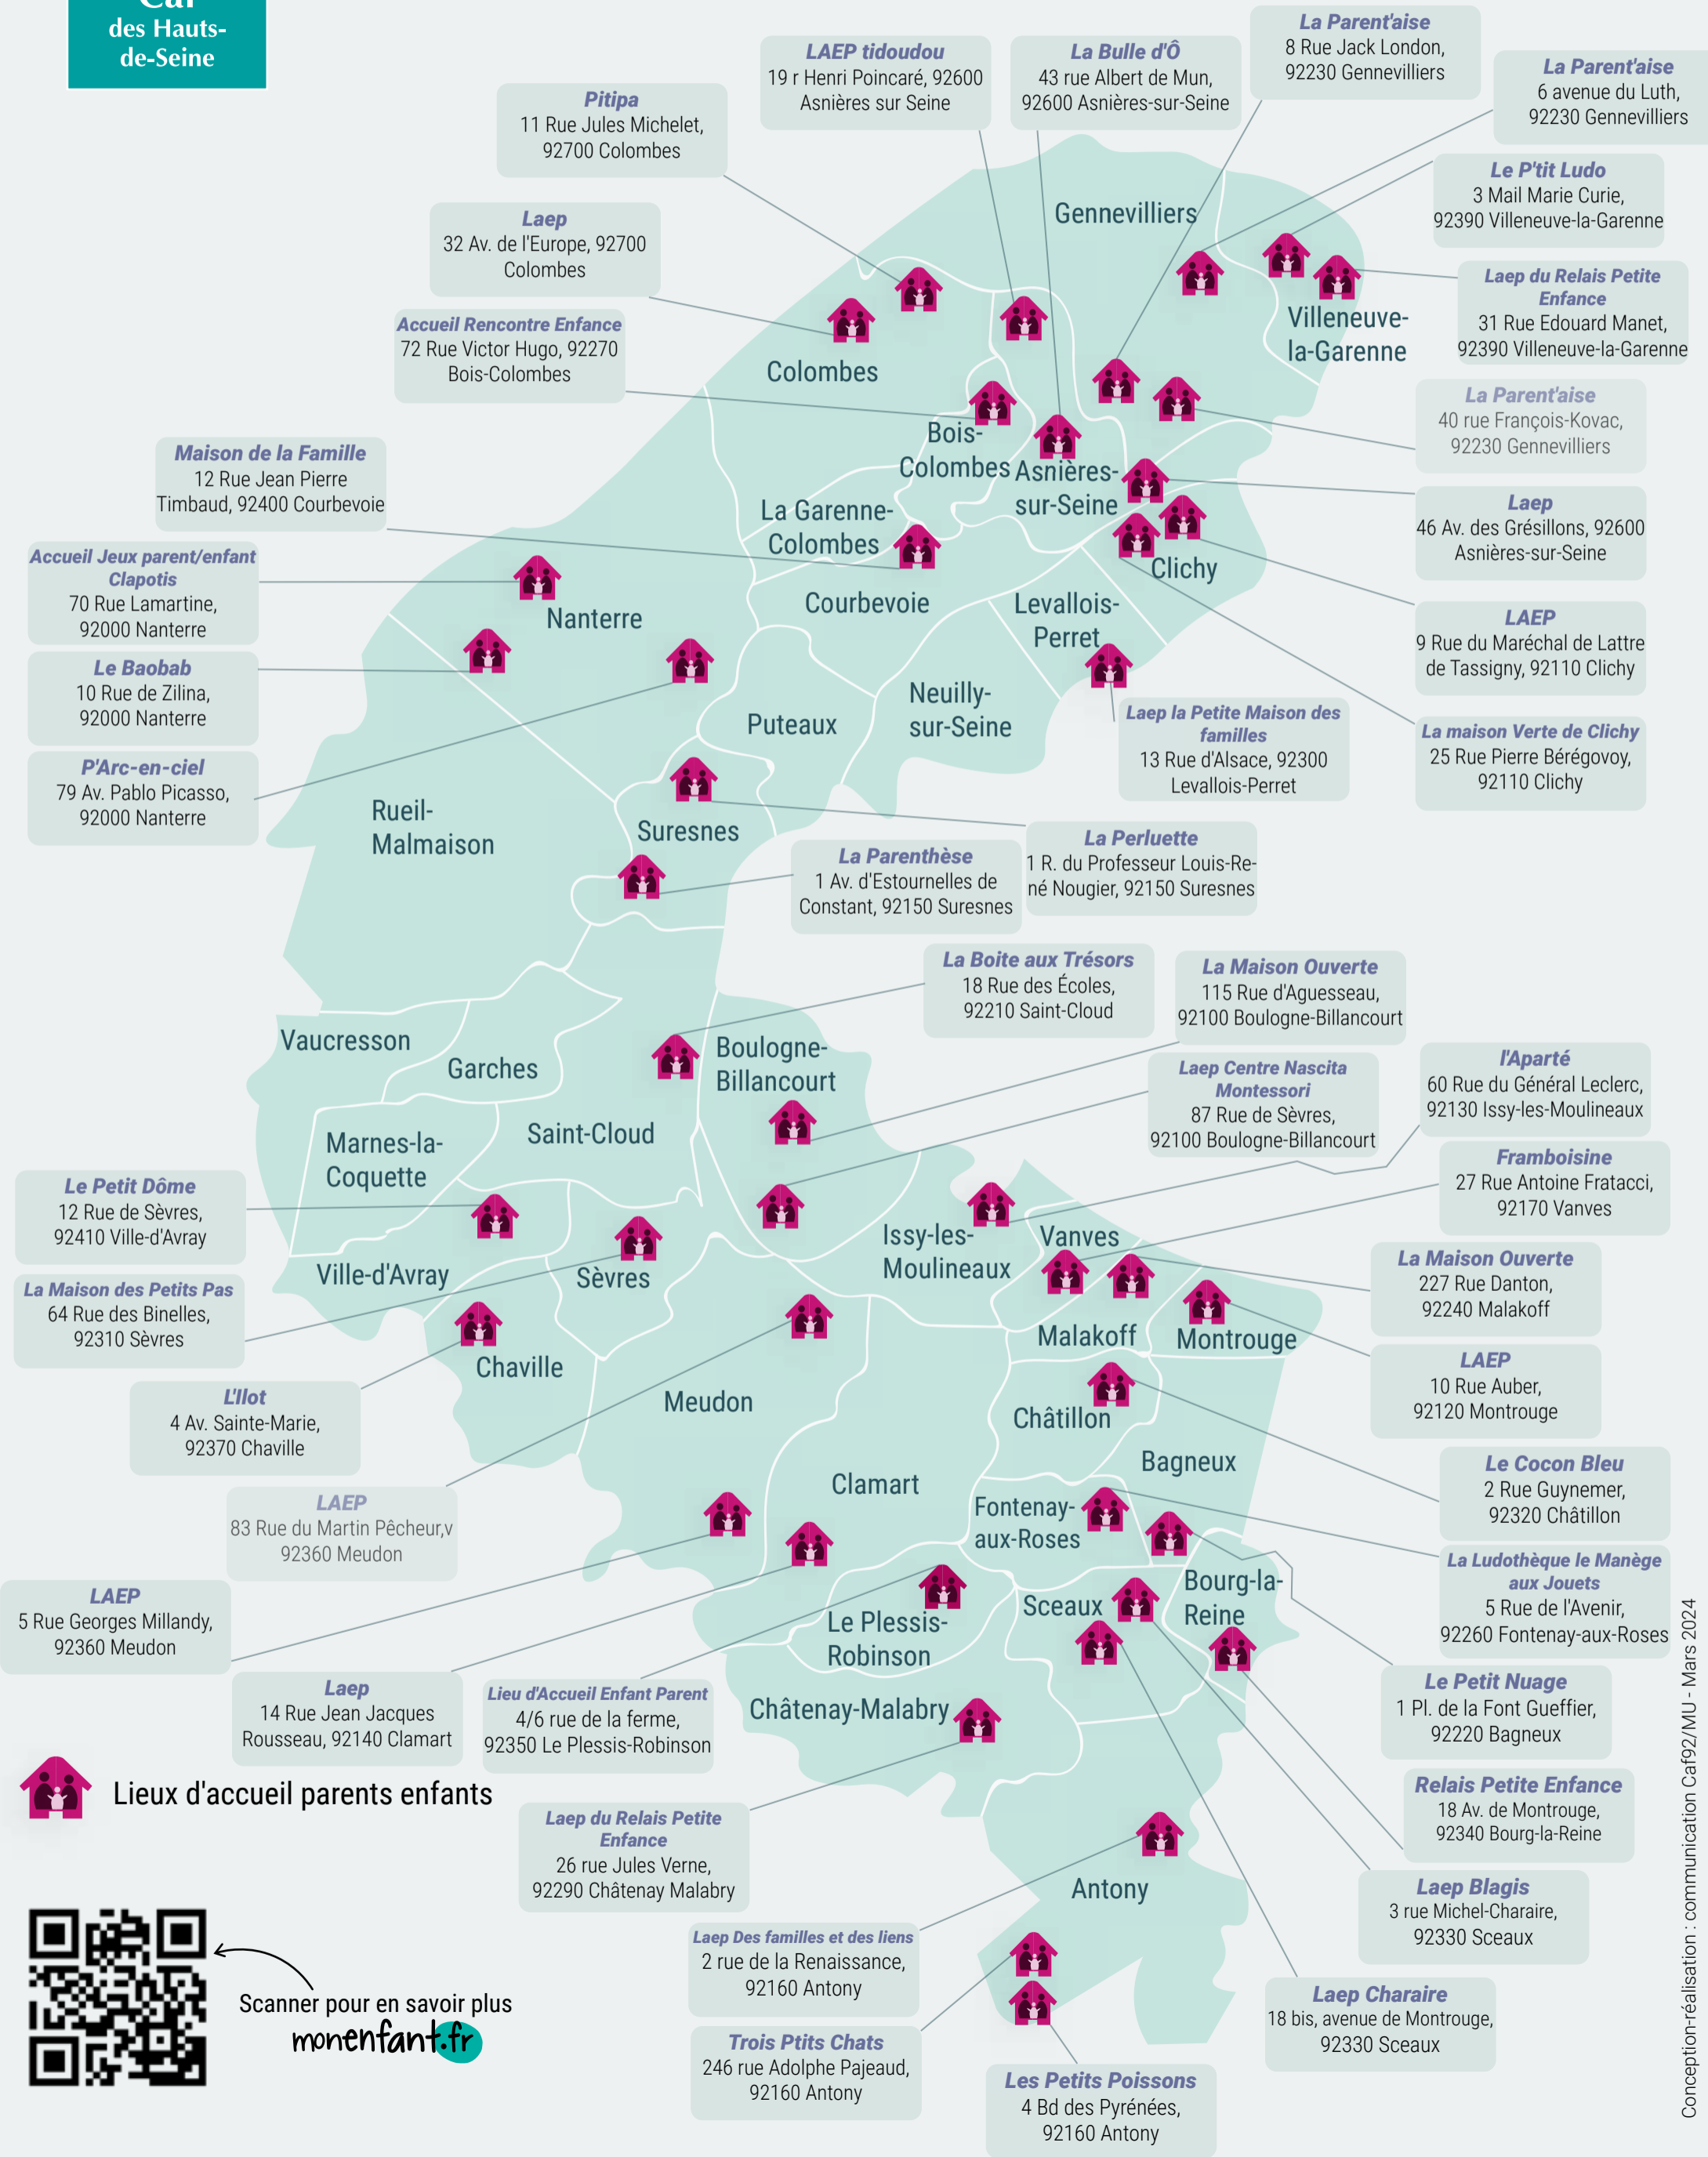 Caf
des Hauts-
de-Seine
LAEP tidoudou
19 r Henri Poincaré, 92600
Asnières sur Seine
La Bulle d'Ô
43 rue Albert de Mun,
92600 Asnières-sur-Seine
La Parent'aise
8 Rue Jack London,
92230 Gennevilliers
La Parent'aise
6 avenue du Luth,
92230 Gennevilliers
Pitipa
11 Rue Jules Michelet,
92700 Colombes
Le P'tit Ludo
3 Mail Marie Curie,
92390 Villeneuve-la-Garenne
Laep
32 Av. de l'Europe, 92700
Colombes
Laep du Relais Petite
Enfance
31 Rue Edouard Manet,
92390 Villeneuve-la-Garenne
Accueil Rencontre Enfance
72 Rue Victor Hugo, 92270
Bois-Colombes
La Parent'aise
40 rue François-Kovac,
92230 Gennevilliers
Maison de la Famille
12 Rue Jean Pierre
Timbaud, 92400 Courbevoie
Laep
46 Av. des Grésillons, 92600
Asnières-sur-Seine
Accueil Jeux parent/enfant
Clapotis
70 Rue Lamartine,
92000 Nanterre
LAEP
9 Rue du Maréchal de Lattre
de Tassigny, 92110 Clichy
Le Baobab
10 Rue de Zilina,
92000 Nanterre
Laep la Petite Maison des
familles
13 Rue d'Alsace, 92300
Levallois-Perret
La maison Verte de Clichy
25 Rue Pierre Bérégovoy,
92110 Clichy
P'Arc-en-ciel
79 Av. Pablo Picasso,
92000 Nanterre
La Perluette
1 R. du Professeur Louis-Re-
né Nougier, 92150 Suresnes
La Parenthèse
1 Av. d'Estournelles de
Constant, 92150 Suresnes
Gennevilliers
Villeneuve-
la-Garenne
Colombes
Bois-
Colombes
Asnières-
sur-Seine
La Garenne-
Colombes
Clichy
Courbevoie
Levallois-
Perret
Nanterre
Neuilly-
sur-Seine
Puteaux
Rueil-
Malmaison
Suresnes
La Boite aux Trésors
18 Rue des Écoles,
92210 Saint-Cloud
La Maison Ouverte
115 Rue d'Aguesseau,
92100 Boulogne-Billancourt
Laep Centre Nascita
Montessori
87 Rue de Sèvres,
92100 Boulogne-Billancourt
l'Aparté
60 Rue du Général Leclerc,
92130 Issy-les-Moulineaux
Framboisine
27 Rue Antoine Fratacci,
92170 Vanves
Vaucresson
Garches
Boulogne-
Billancourt
Saint-Cloud
Marnes-la-
Coquette
Le Petit Dôme
12 Rue de Sèvres,
92410 Ville-d'Avray
Issy-les-
Moulineaux
Vanves
Ville-d'Avray
Sèvres
La Maison des Petits Pas
64 Rue des Binelles,
92310 Sèvres
La Maison Ouverte
227 Rue Danton,
92240 Malakoff
Malakoff
Montrouge
Chaville
L'Ilot
4 Av. Sainte-Marie,
92370 Chaville
LAEP
10 Rue Auber,
92120 Montrouge
Meudon
Châtillon
Bagneux
Le Cocon Bleu
2 Rue Guynemer,
92320 Châtillon
Clamart
LAEP
83 Rue du Martin Pêcheur,v
92360 Meudon
Fontenay-
aux-Roses
La Ludothèque le Manège
aux Jouets
5 Rue de l'Avenir,
92260 Fontenay-aux-Roses
LAEP
5 Rue Georges Millandy,
92360 Meudon
Bourg-la-
Reine
Sceaux
Le Plessis-
Robinson
Laep
14 Rue Jean Jacques
Rousseau, 92140 Clamart
Lieu d'Accueil Enfant Parent
4/6 rue de la ferme,
92350 Le Plessis-Robinson
Châtenay-Malabry
Le Petit Nuage
1 Pl. de la Font Gueffier,
92220 Bagneux
Lieux d'accueil parents enfants
Relais Petite Enfance
18 Av. de Montrouge,
92340 Bourg-la-Reine
Laep du Relais Petite
Enfance
26 rue Jules Verne,
92290 Châtenay Malabry
Antony
Laep Blagis
3 rue Michel-Charaire,
92330 Sceaux
Laep Des familles et des liens
2 rue de la Renaissance,
92160 Antony
Laep Charaire
18 bis, avenue de Montrouge,
92330 Sceaux
Scanner pour en savoir plus
monenfant.fr
Trois Ptits Chats
246 rue Adolphe Pajeaud,
92160 Antony
Les Petits Poissons
4 Bd des Pyrénées,
92160 Antony
Conception-réalisation : communication Caf92/MU - Mars 2024